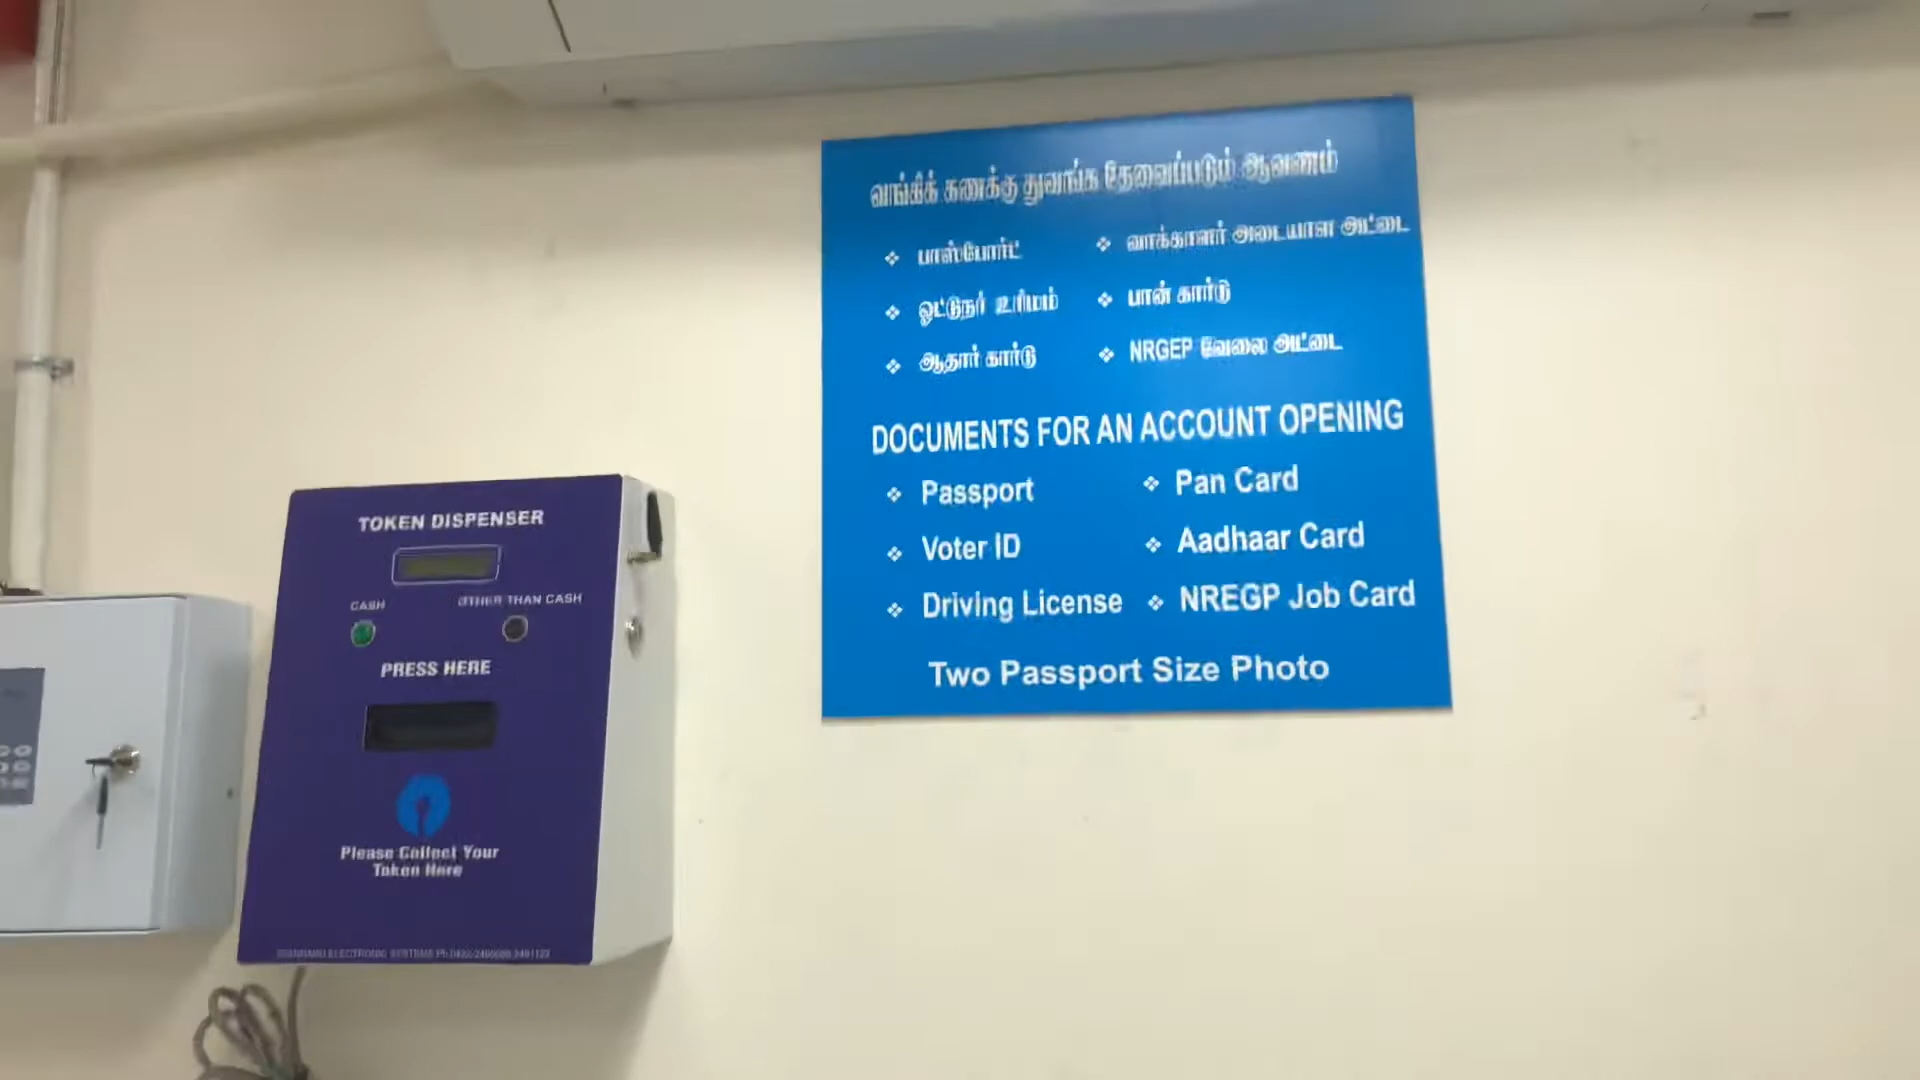 வங்கிக் கணக்கு துவங்க தேவைப்படும் ஆவணம்
பாஸ்போர்ட்
வாக்காளர் அடையாள அட்டை
ஓட்டுநர் உரிமம்
பான் கார்டு
ஆதார் கார்டு
NRGEP வேலை அட்டை
DOCUMENTS FOR AN ACCOUNT OPENING
Passport
Pan Card
Voter ID
Aadhaar Card
Driving License
NREGP Job Card
Two Passport Size Photo
TOKEN DISPENSER
CASH
OTHER THAN CASH
PRESS HERE
Please Collect Your
Token Here
ELECTRONIC SYSTEMS